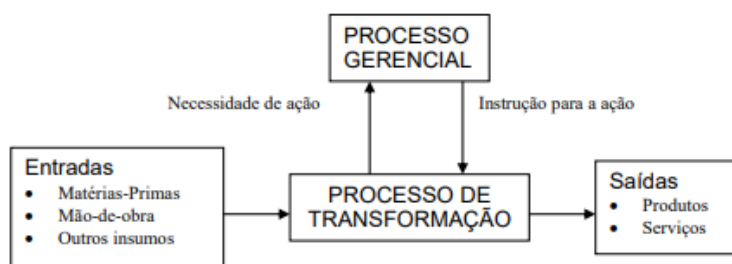 PROCESSO
GERENCIAL
Necessidade de ação
Instrução para a ação
Entradas
• Matérias-Primas
• Mão-de-obra
• Outros insumos
PROCESSO DE
TRANSFORMAÇÃO
Saídas
• Produtos
• Serviços